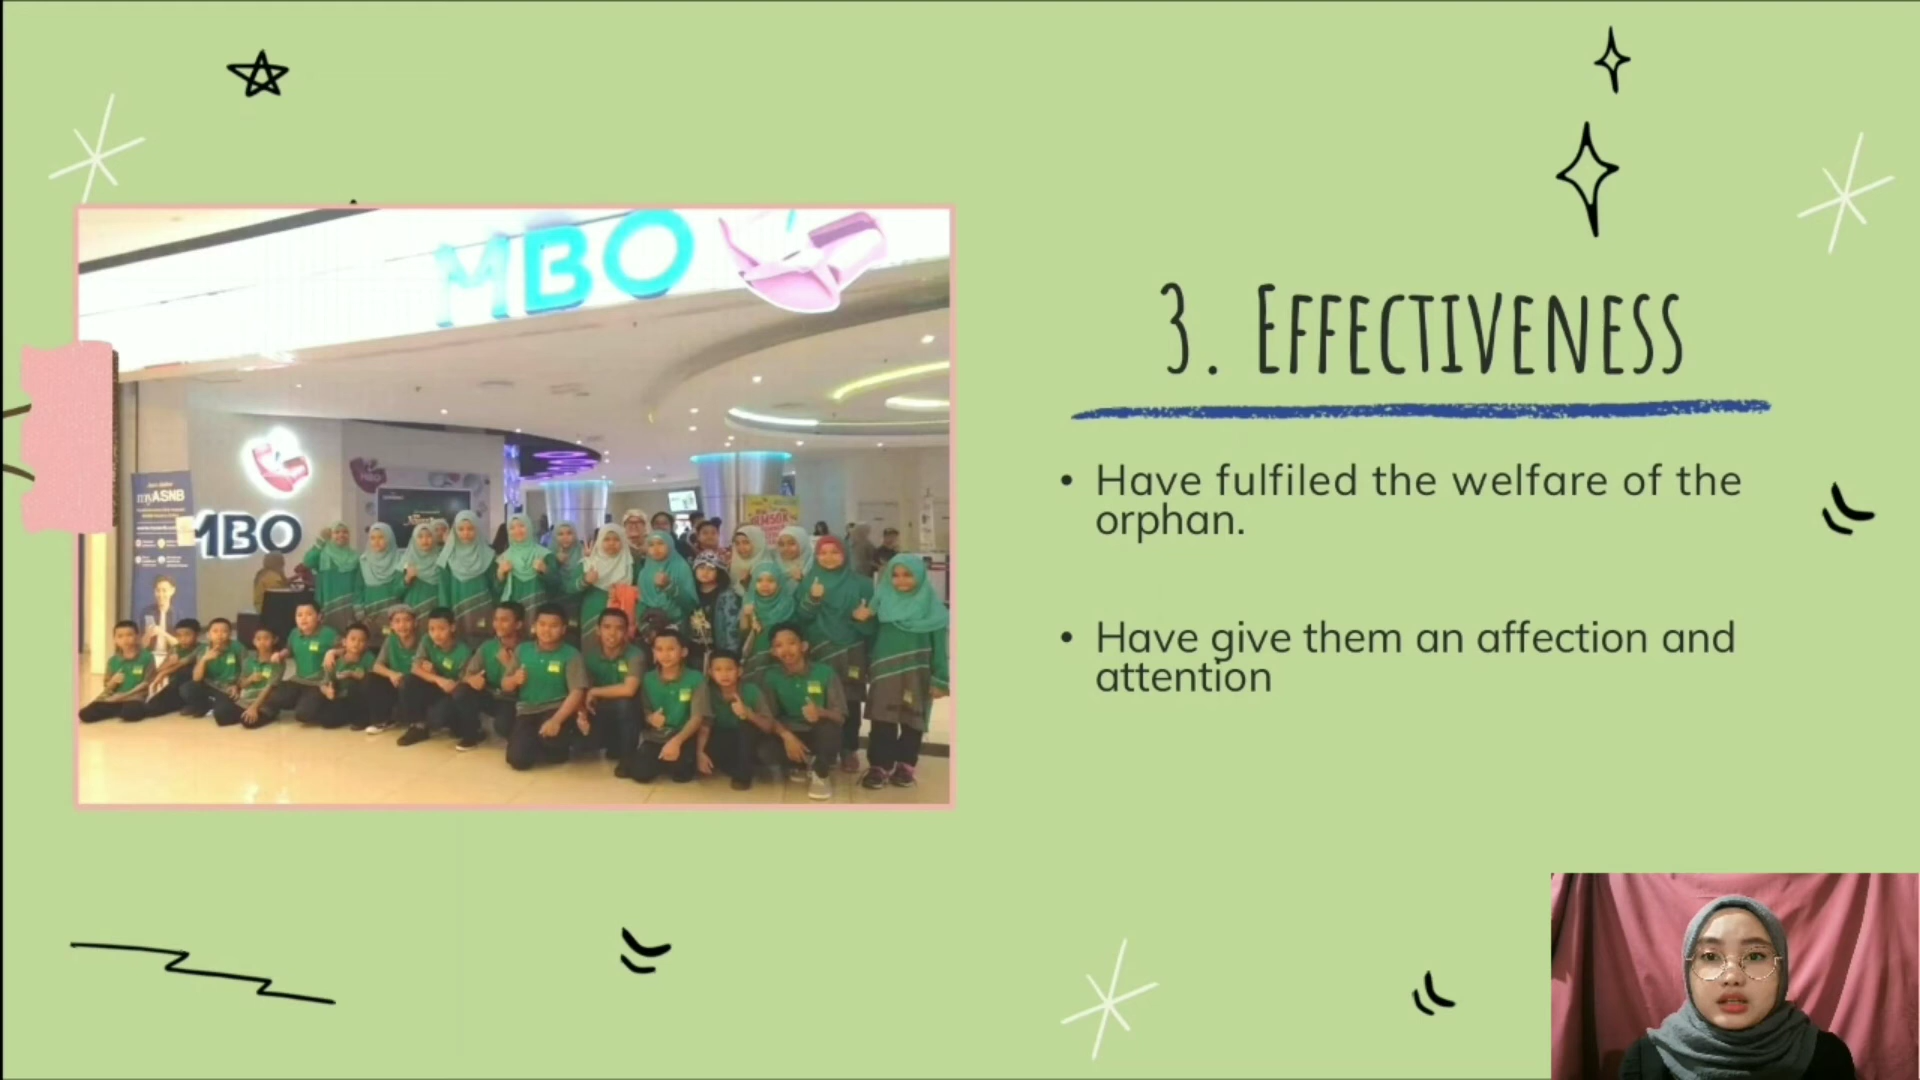 MBO
myASNB
MBO
3. EFFECTIVENESS
• Have fulfiled the welfare of the
orphan.
• Have give them an affection and
attention